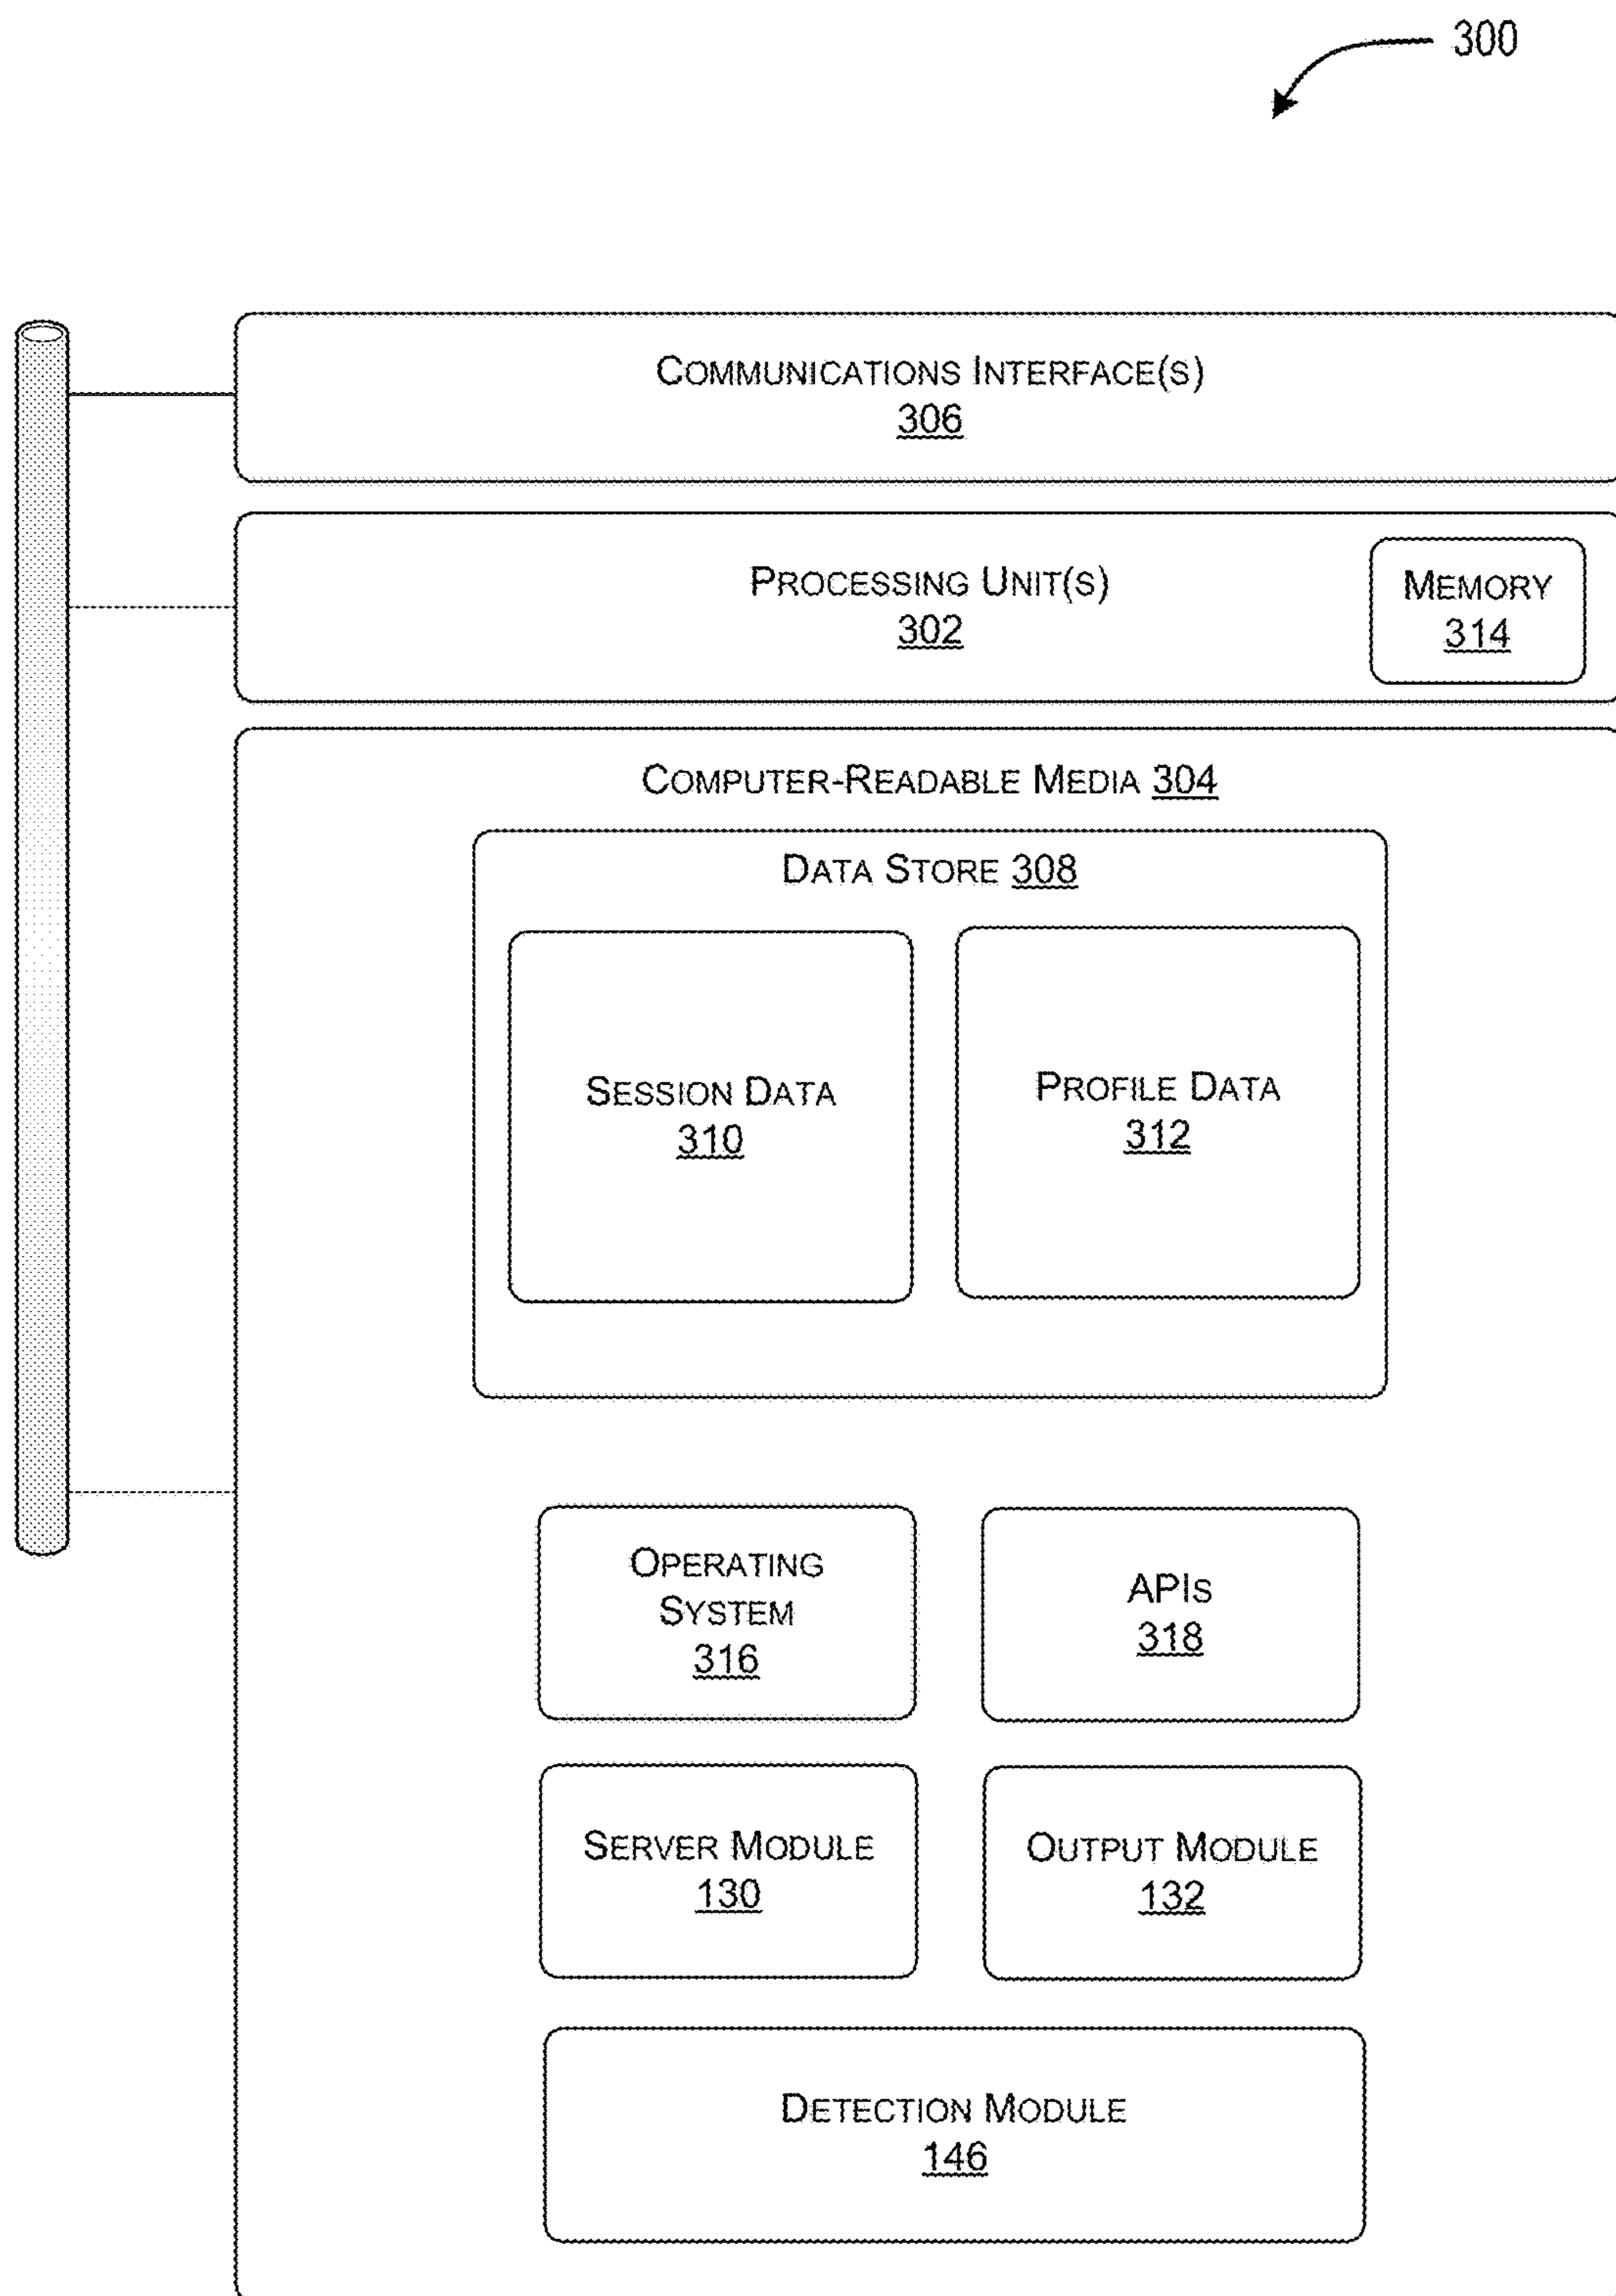 300
COMMUNICATIONS INTERFACE(S)
306
PROCESSING UNIT(S)
302
MEMORY
314
COMPUTER-READABLE MEDIA 304
DATA STORE 308
SESSION DATA
310
PROFILE DATA
312
OPERATING
SYSTEM
316
APIS
318
SERVER MODULE
130
OUTPUT MODULE
132
DETECTION MODULE
146